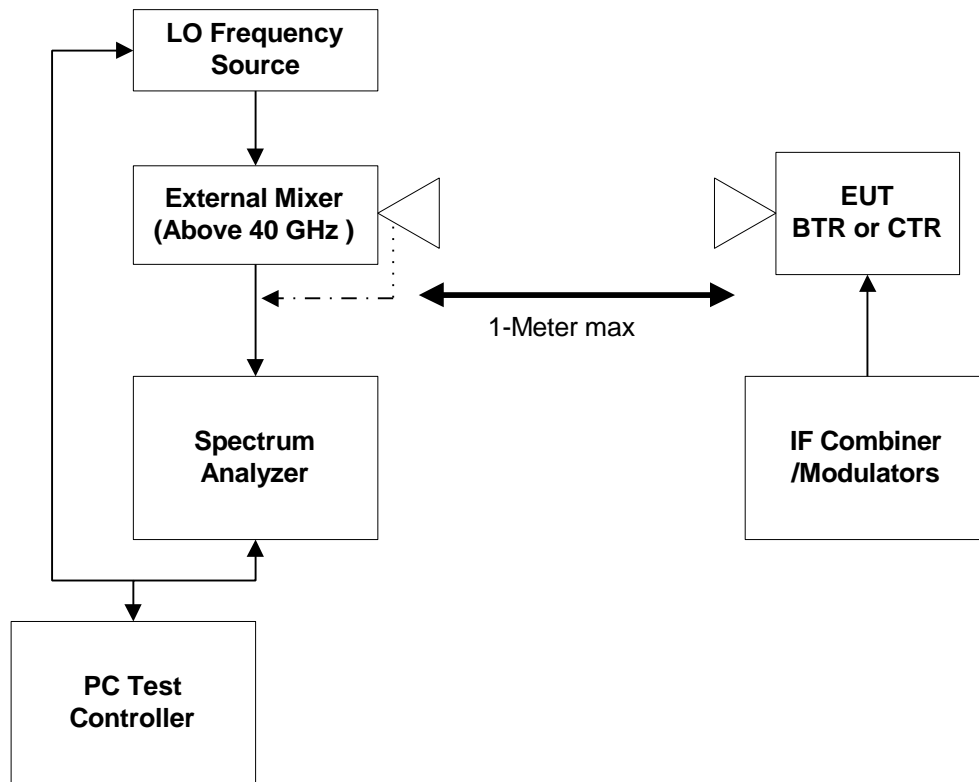 LO Frequency
Source
External Mixer
(Above 40 GHz )
EUT
BTR or CTR
1-Meter max
Spectrum
Analyzer
IF Combiner
/Modulators
PC Test
Controller